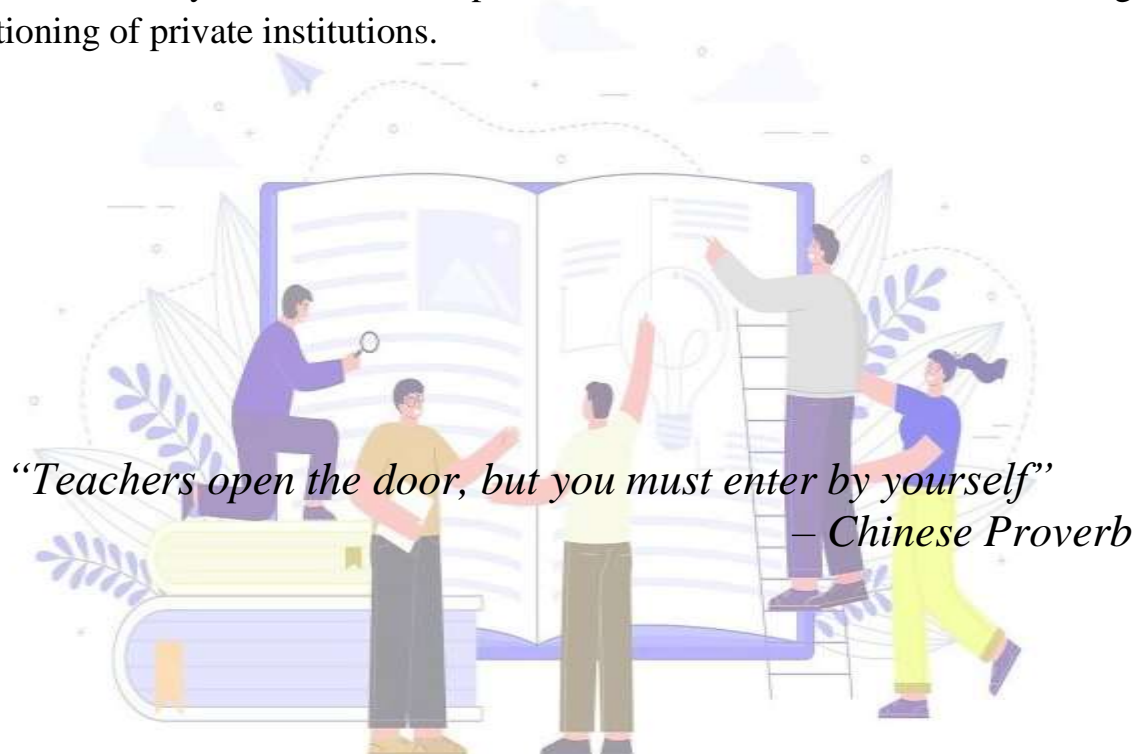 tioning of private institutions.
“Teachers open the door, but you must enter by yourself”
– Chinese Proverb